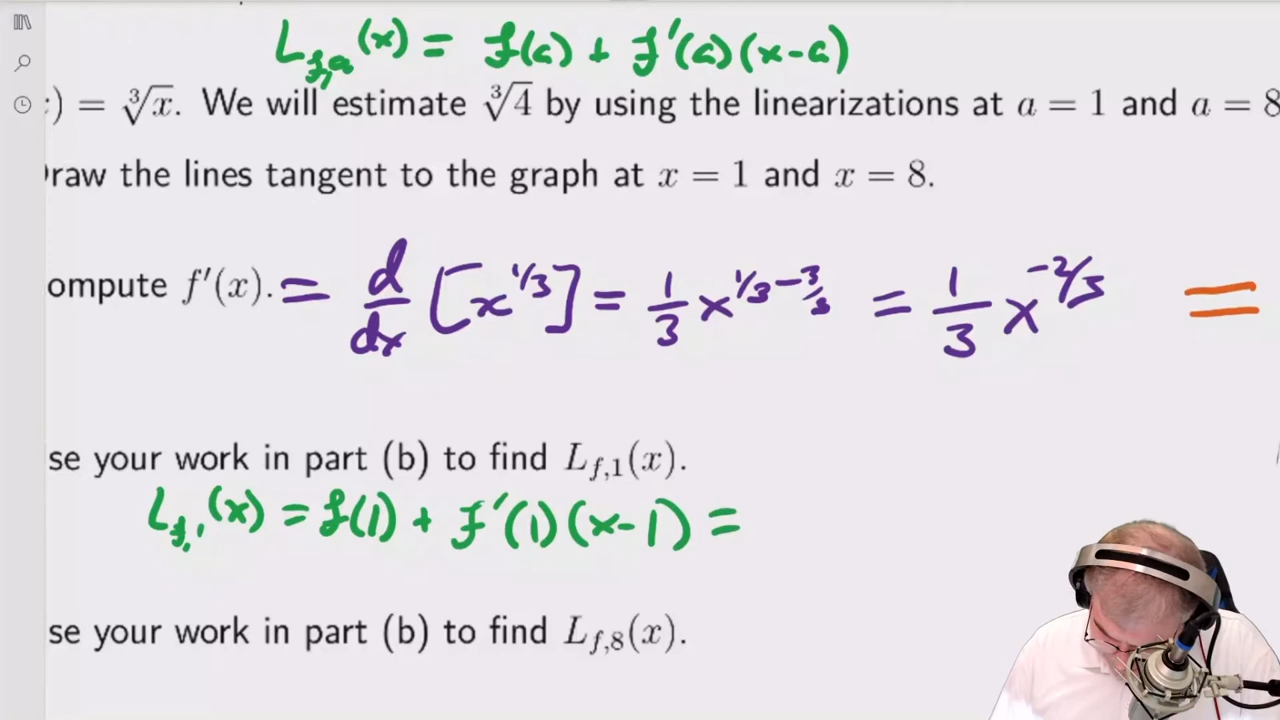 L_{f,a}(x) = f(a) + f'(a)(x-a)
:) = ∛x. We will estimate ∛4 by using the linearizations at a = 1 and a = 8
raw the lines tangent to the graph at x = 1 and x = 8.
ompute f′(x). = d/dx [x^{1/3}] = 1/3 x^{1/3 - 3/3} = 1/3 x^{-2/3} =
se your work in part (b) to find L_{f,1}(x).
L_{f,1}(x) = f(1) + f'(1)(x-1) =
se your work in part (b) to find L_{f,8}(x).